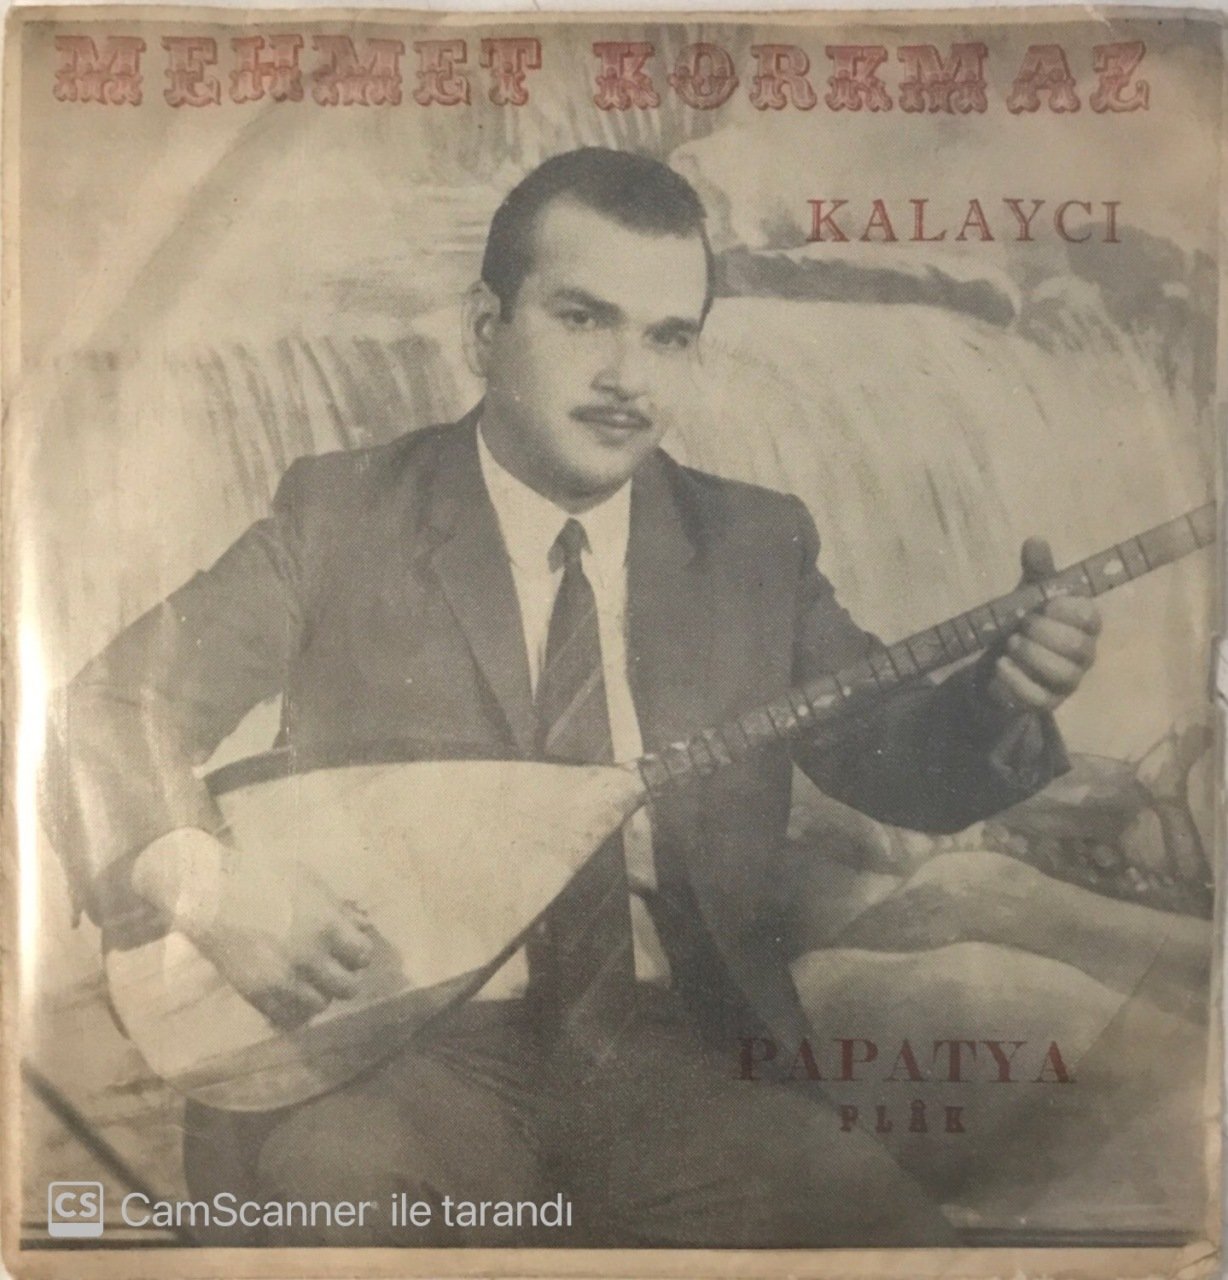 MEHMET KORKMAZ
KALAYCI
PAPATYA
PLÂK
CS CamScanner ile tarandı